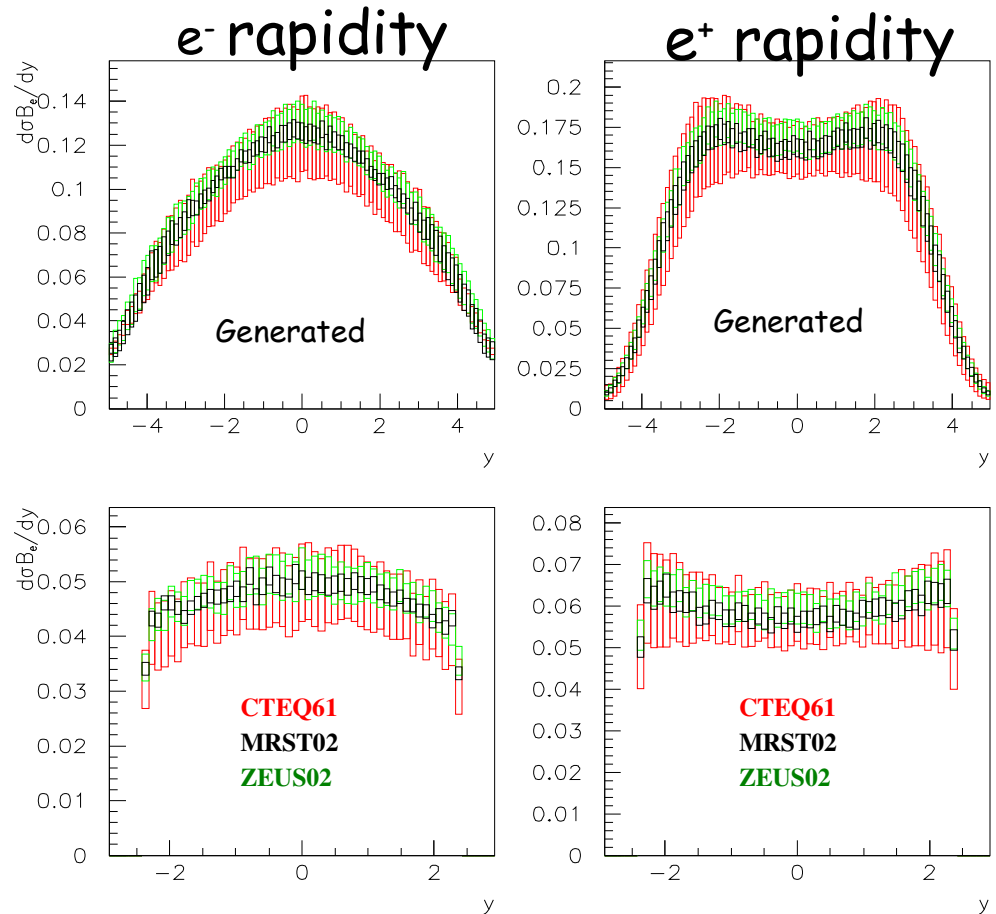 e- rapidity
e+ rapidity
dσB_e/dy
0.14
0.12
0.1
0.08
0.06
0.04
0.02
0
Generated
−4 −2 0 2 4
y
0.2
0.175
0.15
0.125
0.1
0.075
0.05
0.025
0
Generated
−4 −2 0 2 4
y
dσB_e/dy
0.06
0.05
0.04
0.03
0.02
0.01
0
CTEQ61
MRST02
ZEUS02
−2 0 2
y
0.08
0.07
0.06
0.05
0.04
0.03
0.02
0.01
0
CTEQ61
MRST02
ZEUS02
−2 0 2
y